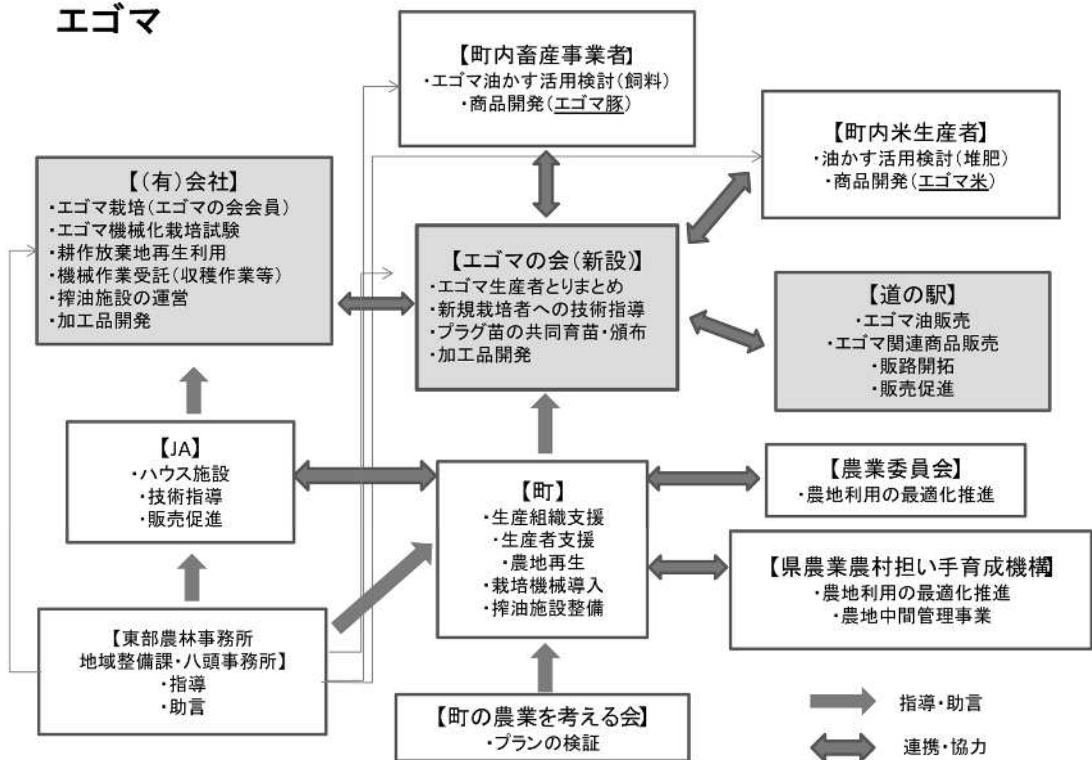 エゴマ
【町内畜産事業者】
・エゴマ油かす活用検討(飼料)
・商品開発(エゴマ豚)
【町内米生産者】
・油かす活用検討(堆肥)
・商品開発(エゴマ米)
【(有)会社】
・エゴマ栽培(エゴマの会会員)
・エゴマ機械化栽培試験
・耕作放棄地再生利用
・機械作業受託(収穫作業等)
・搾油施設の運営
・加工品開発
【エゴマの会(新設)】
・エゴマ生産者とりまとめ
・新規栽培者への技術指導
・プラグ苗の共同育苗・頒布
・加工品開発
【道の駅】
・エゴマ油販売
・エゴマ関連商品販売
・販路開拓
・販売促進
【JA】
・ハウス施設
・技術指導
・販売促進
【町】
・生産組織支援
・生産者支援
・農地再生
・栽培機械導入
・搾油施設整備
【農業委員会】
・農地利用の最適化推進
【県農業農村担い手育成機構】
・農地利用の最適化推進
・農地中間管理事業
【東部農林事務所
地域整備課・八頭事務所】
・指導
・助言
【町の農業を考える会】
・プランの検証
指導・助言
連携・協力